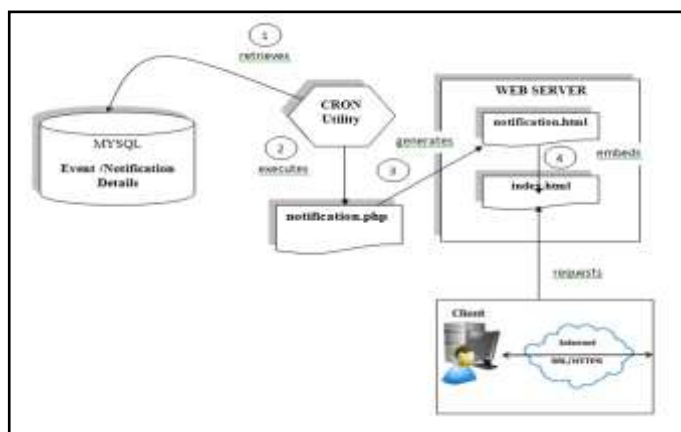 1
retrieves
MYSQL
Event /Notification
Details
CRON
Utility
2
executes
notification.php
3
generates
WEB SERVER
notification.html
4
embeds
index.html
requests
Client
Internet
SSL/HTTPS